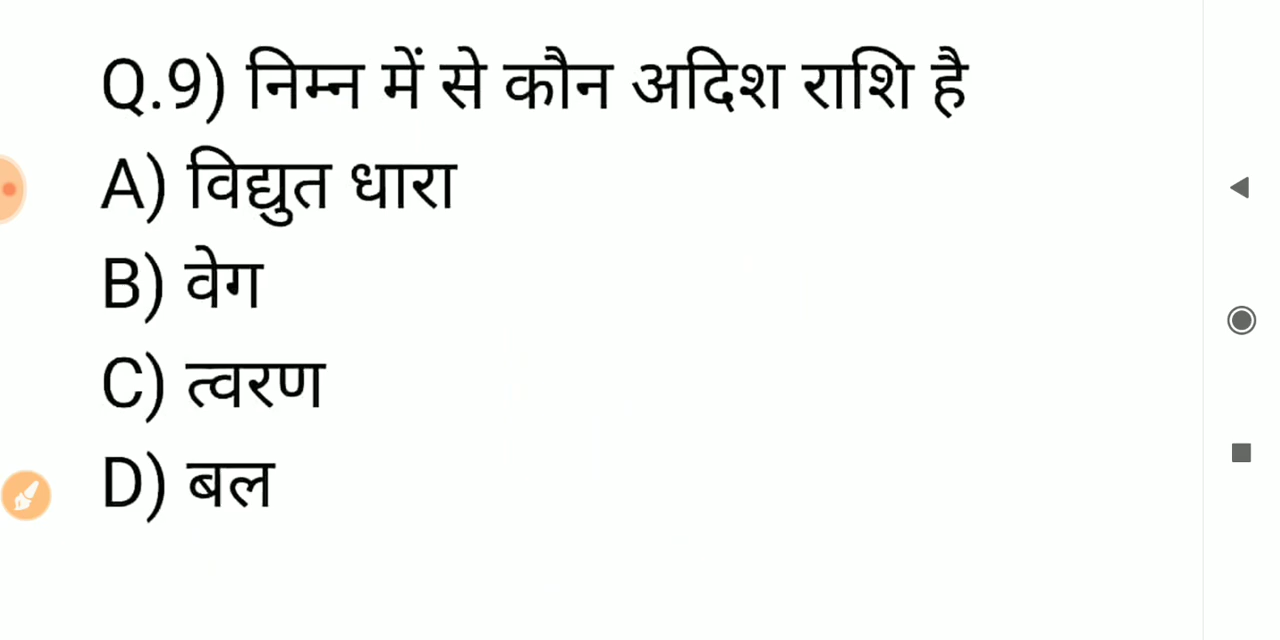 Q.9) निम्न में से कौन अदिश राशि है
A) विद्युत धारा
B) वेग
C) त्वरण
D) बल